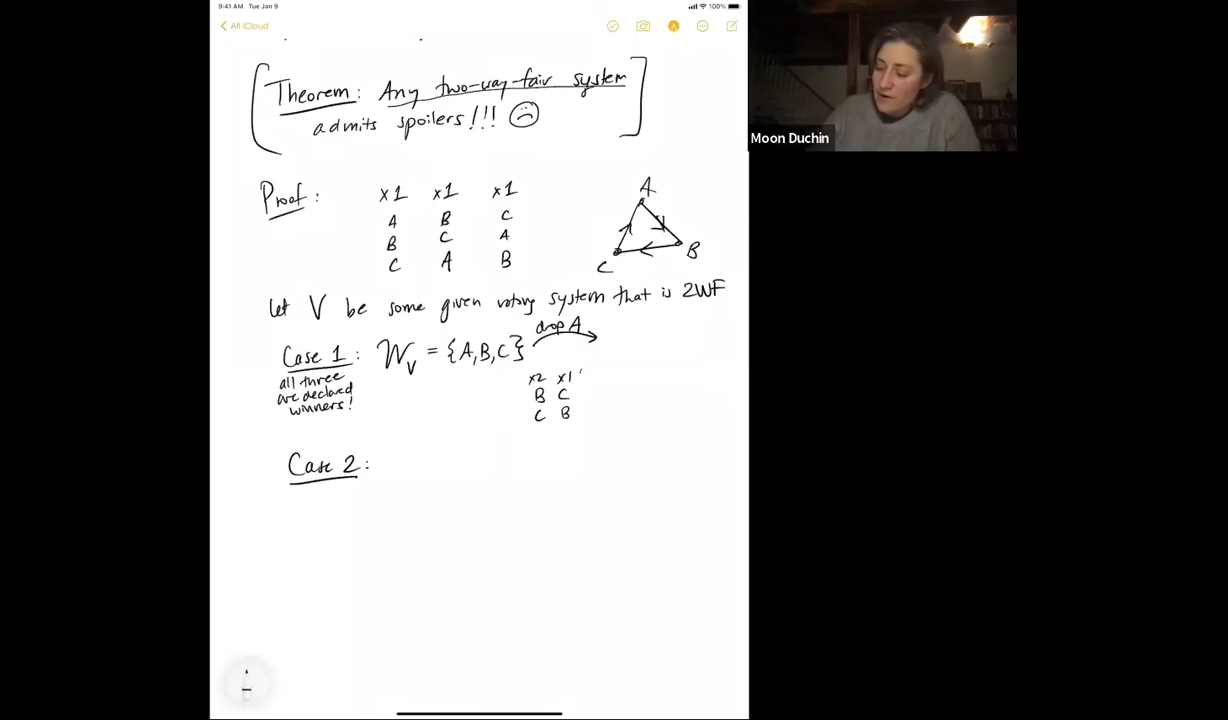 9:41 AM Tue Jan 9
100%
All iCloud
Theorem: Any two-way-fair system
admits spoilers!!!
Proof:
x1 x1 x1
A B C
B C A
C A B
A
B
C
let V be some given voting system that is 2WF
Case 1: W_V = {A,B,C} drop A
all three
are declared
winners!
x2 x1
B C
C B
Case 2:
Moon Duchin